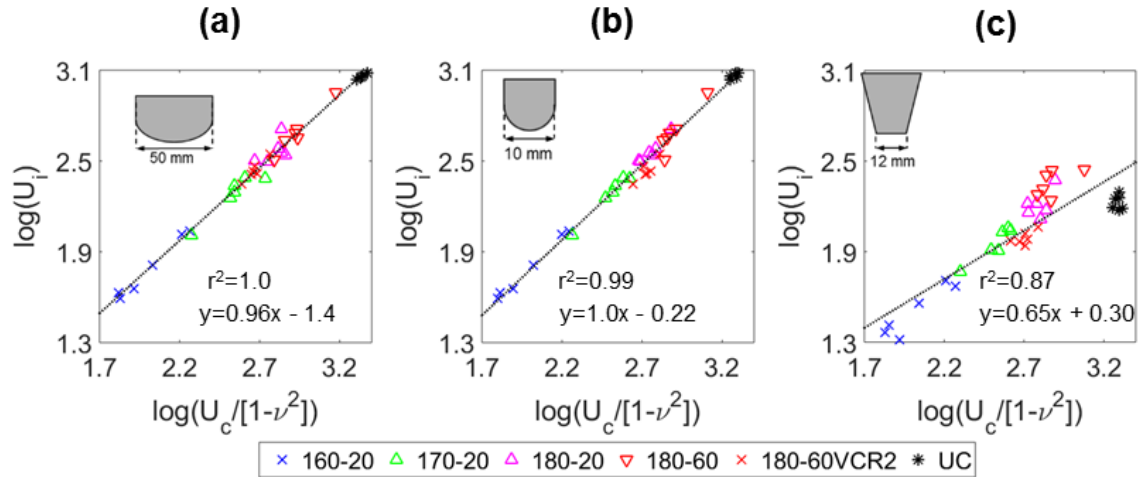 (a)
(b)
(c)
3.1
2.5
1.9
1.3
log(U_i)
50 mm
r²=1.0
y=0.96x - 1.4
1.7 2.2 2.7 3.2
log(U_c/[1-ν²])
3.1
2.5
1.9
1.3
log(U_i)
10 mm
r²=0.99
y=1.0x - 0.22
1.7 2.2 2.7 3.2
log(U_c/[1-ν²])
3.1
2.5
1.9
1.3
log(U_i)
12 mm
r²=0.87
y=0.65x + 0.30
1.7 2.2 2.7 3.2
log(U_c/[1-ν²])
160-20 170-20 180-20 180-60 180-60VCR2 UC